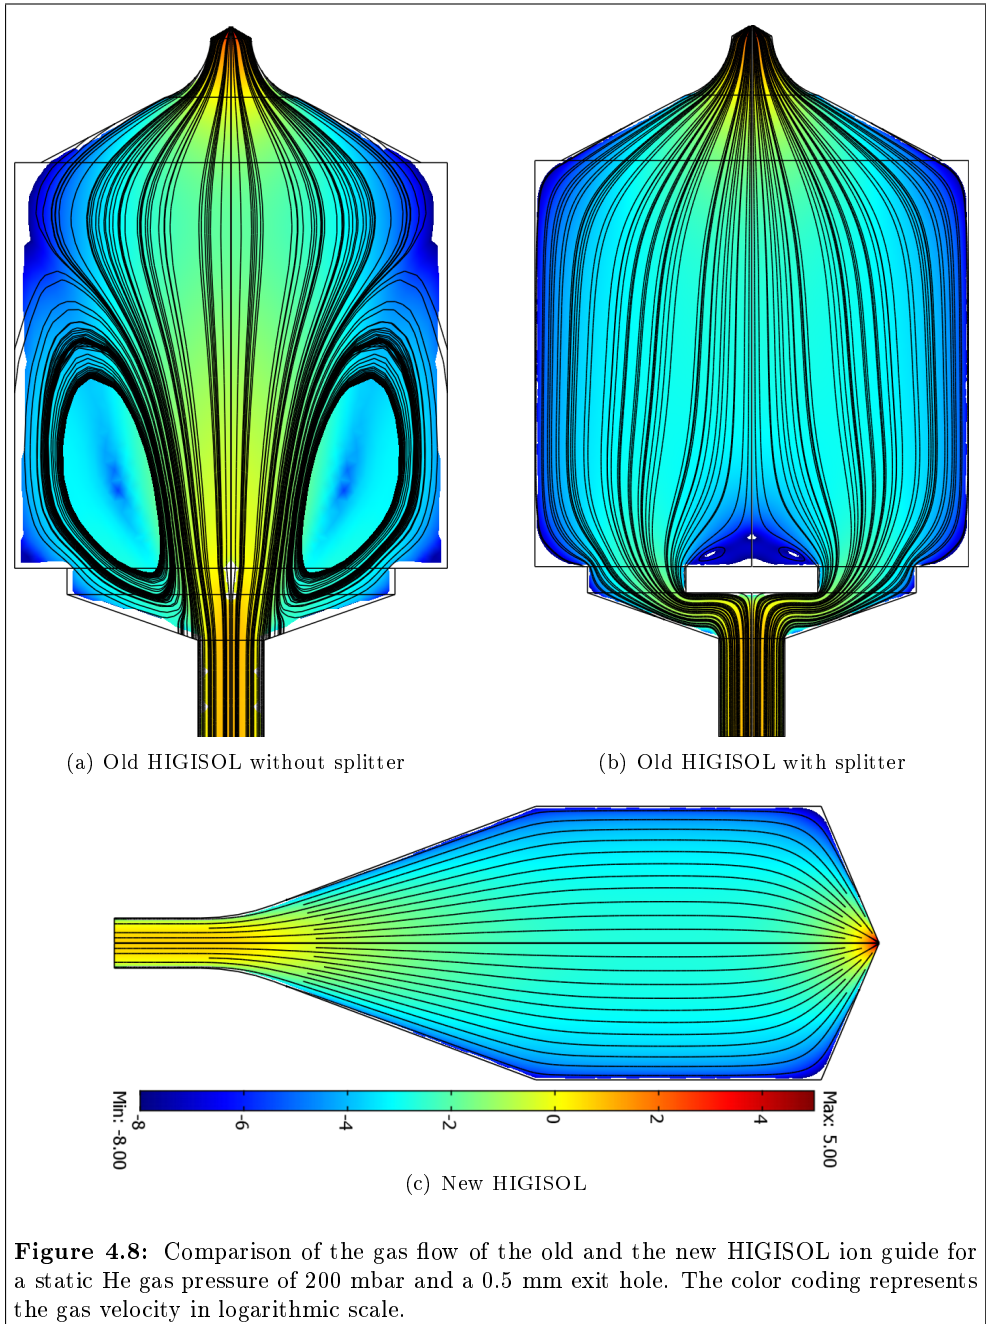 (a) Old HIGISOL without splitter
(b) Old HIGISOL with splitter
Min: -8.00
-8
-6
-4
-2
0
2
4
Max: 5.00
(c) New HIGISOL
Figure 4.8: Comparison of the gas flow of the old and the new HIGISOL ion guide for
a static He gas pressure of 200 mbar and a 0.5 mm exit hole. The color coding represents
the gas velocity in logarithmic scale.